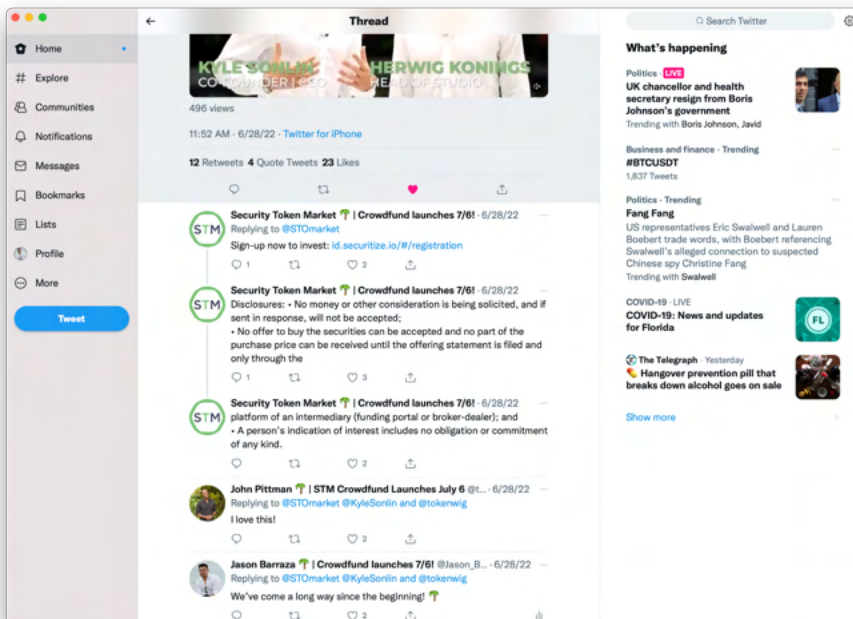 Thread
Search Twitter
Home
Explore
Communities
Notifications
Messages
Bookmarks
Lists
Profile
More
Tweet
KYLE SONLIN
CO-FOUNDER | CEO
HERWIG KONINGS
HEAD OF STUDIO
496 views
11:52 AM · 6/28/22 · Twitter for iPhone
12 Retweets 4 Quote Tweets 23 Likes
STM
Security Token Market 🌴 | Crowdfund launches 7/6! · 6/28/22 ···
Replying to @STOmarket
Sign-up now to invest: id.securitize.io/#/registration
1 2
STM
Security Token Market 🌴 | Crowdfund launches 7/6! · 6/28/22 ···
Disclosures: • No money or other consideration is being solicited, and if
sent in response, will not be accepted;
• No offer to buy the securities can be accepted and no part of the
purchase price can be received until the offering statement is filed and
only through the
1 3
STM
Security Token Market 🌴 | Crowdfund launches 7/6! · 6/28/22 ···
platform of an intermediary (funding portal or broker-dealer); and
• A person's indication of interest includes no obligation or commitment
of any kind.
2
John Pittman 🌴 | STM Crowdfund Launches July 6 @t... · 6/28/22 ···
Replying to @STOmarket @KyleSonlin and @tokenwig
I love this!
2
Jason Barraza 🌴 | Crowdfund launches 7/6! @Jason_B... · 6/28/22 ···
Replying to @STOmarket @KyleSonlin and @tokenwig
We've come a long way since the beginning! 🌴
2
What's happening
Politics · LIVE
UK chancellor and health
secretary resign from Boris
Johnson's government
Trending with Boris Johnson, Javid
Business and finance · Trending ···
#BTCUSDT
1,837 Tweets
Politics · Trending ···
Fang Fang
US representatives Eric Swalwell and Lauren
Boebert trade words, with Boebert referencing
Swalwell's alleged connection to suspected
Chinese spy Christine Fang
Trending with Swalwell
COVID-19 · LIVE
COVID-19: News and updates
for Florida
FL
The Telegraph · Yesterday
💊 Hangover prevention pill that
breaks down alcohol goes on sale
Show more